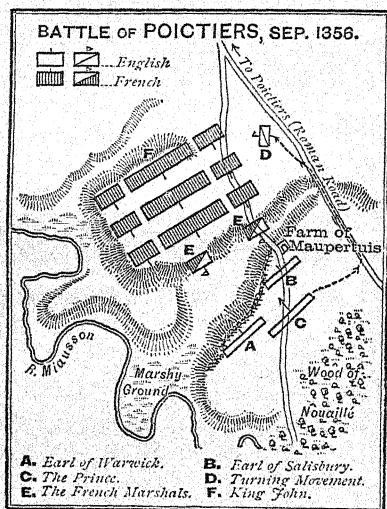 BATTLE OF POICTIERS, SEP. 1356.
English
French
To Poitiers (Roman Road)
F
D
E
E
Farm of
Maupertuis
B
C
A
R. Miausson
Marshy
Ground
Wood of
Nouaillé
A. Earl of Warwick. B. Earl of Salisbury.
C. The Prince. D. Turning Movement.
E. The French Marshals. F. King John.